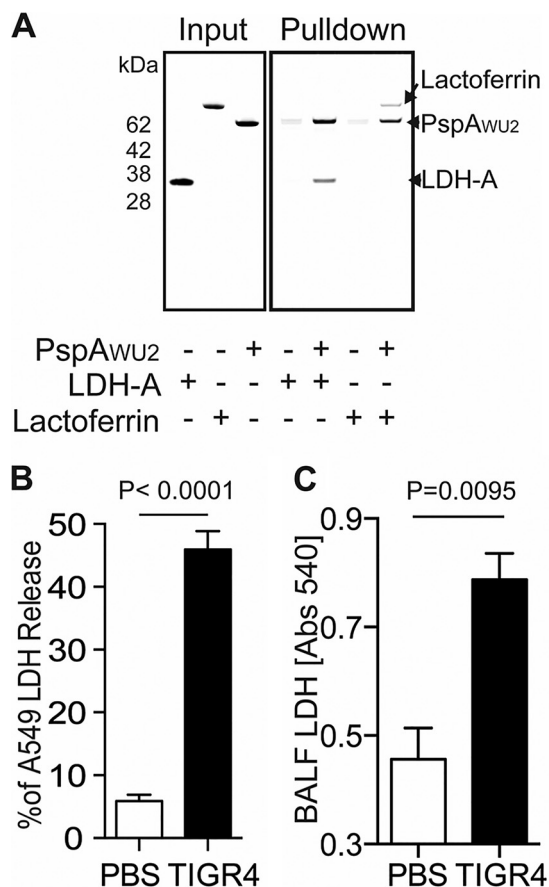 A
Input Pulldown
kDa
62
42
38
28
Lactoferrin
PspAWU2
LDH-A
PspAWU2 - - + - + - +
LDH-A + - - + + - -
Lactoferrin - + - - - + +
B
P< 0.0001
%of A549 LDH Release
50
40
30
20
10
0
PBS TIGR4
C
P=0.0095
BALF LDH [Abs 540]
0.9
0.7
0.5
0.3
PBS TIGR4